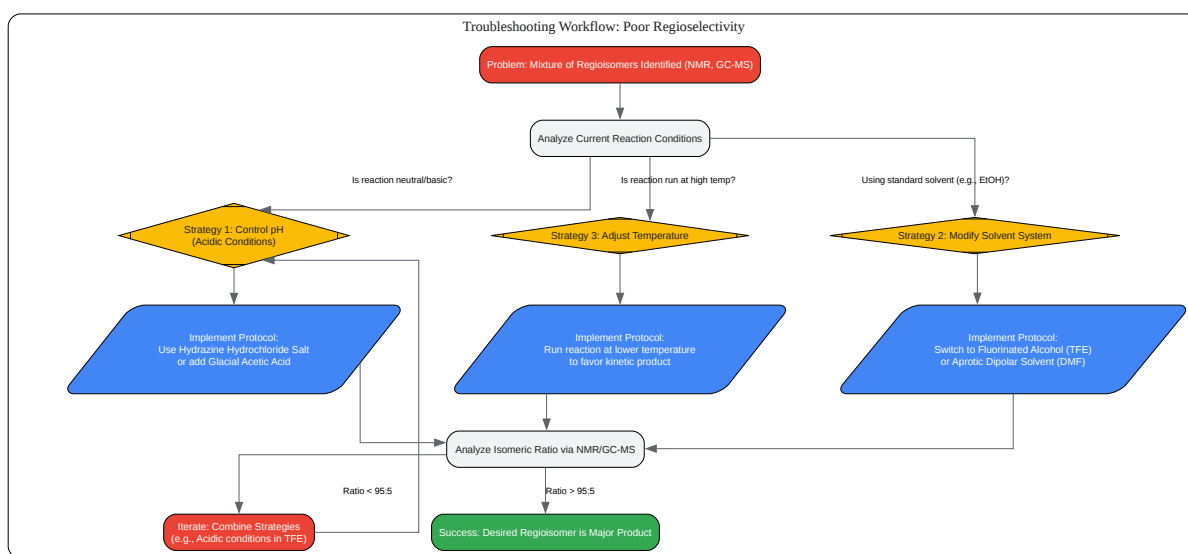 Troubleshooting Workflow: Poor Regioselectivity
Problem: Mixture of Regioisomers Identified (NMR, GC-MS)
Analyze Current Reaction Conditions
Is reaction neutral/basic?
Is reaction run at high temp?
Using standard solvent (e.g., EtOH)?
Strategy 1: Control pH
(Acidic Conditions)
Strategy 3: Adjust Temperature
Strategy 2: Modify Solvent System
Implement Protocol:
Use Hydrazine Hydrochloride Salt
or add Glacial Acetic Acid
Implement Protocol:
Run reaction at lower temperature
to favor kinetic product
Implement Protocol:
Switch to Fluorinated Alcohol (TFE)
or Aprotic Dipolar Solvent (DMF)
Analyze Isomeric Ratio via NMR/GC-MS
Ratio < 95:5
Ratio > 95:5
Iterate: Combine Strategies
(e.g., Acidic conditions in TFE)
Success: Desired Regioisomer is Major Product